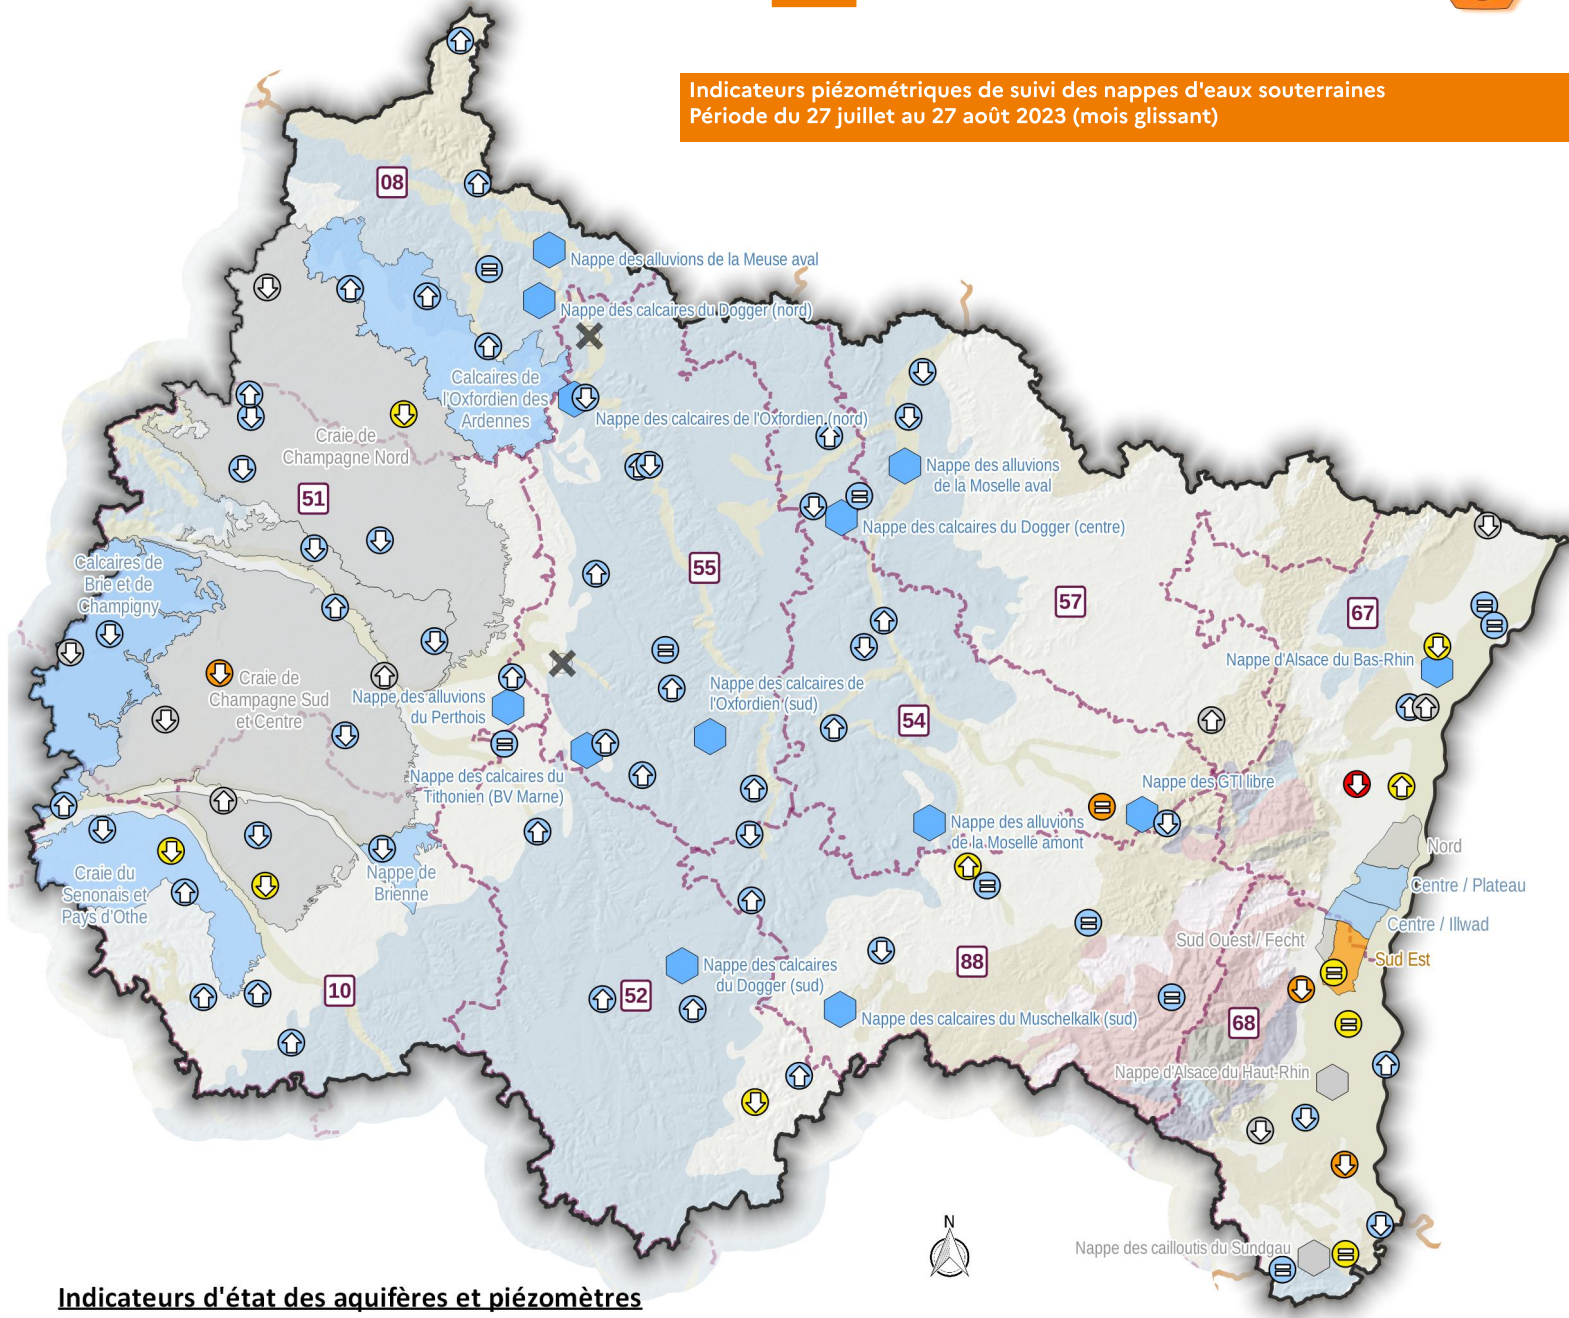 Indicateurs piézométriques de suivi des nappes d'eaux souterraines
Période du 27 juillet au 27 août 2023 (mois glissant)
08
Nappe des alluvions de la Meuse aval
Nappe des calcaires du Dogger (nord)
Calcaires de
l'Oxfordien des
Ardennes
Nappe des calcaires de l'Oxfordien (nord)
Craie de
Champagne Nord
Nappe des alluvions
de la Moselle aval
51
Nappe des calcaires du Dogger (centre)
Calcaires de
Brie et de
Champigny
55
57
67
Nappe d'Alsace du Bas-Rhin
Craie de
Champagne Sud
et Centre
Nappe des alluvions
du Perthois
Nappe des calcaires de
l'Oxfordien (sud)
54
Nappe des calcaires du
Tithonien (BV Marne)
Nappe des GTI libre
Nappe des alluvions
de la Moselle amont
Nord
Craie du
Senonais et
Pays d'Othe
Nappe de
Brienne
Centre / Plateau
Centre / Illwad
Sud Ouest / Fecht
Sud Est
88
Nappe des calcaires
du Dogger (sud)
10
52
Nappe des calcaires du Muschelkalk (sud)
68
Nappe d'Alsace du Haut-Rhin
N
Nappe des cailloutis du Sundgau
Indicateurs d'état des aquifères et piézomètres